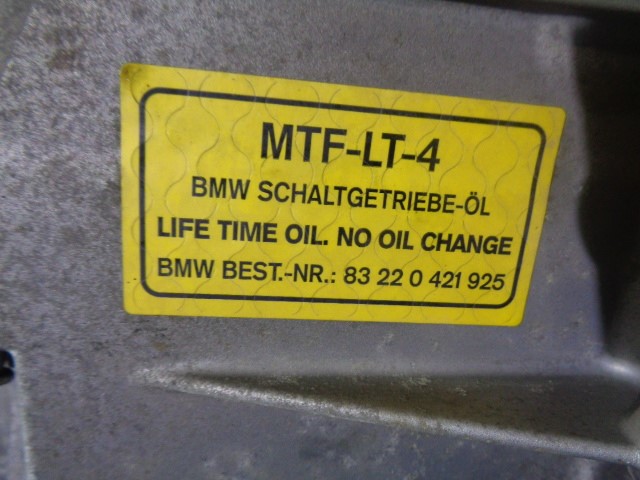 MTF-LT-4
BMW SCHALTGETRIEBE-ÖL
LIFE TIME OIL. NO OIL CHANGE
BMW BEST.-NR.: 83 22 0 421 925